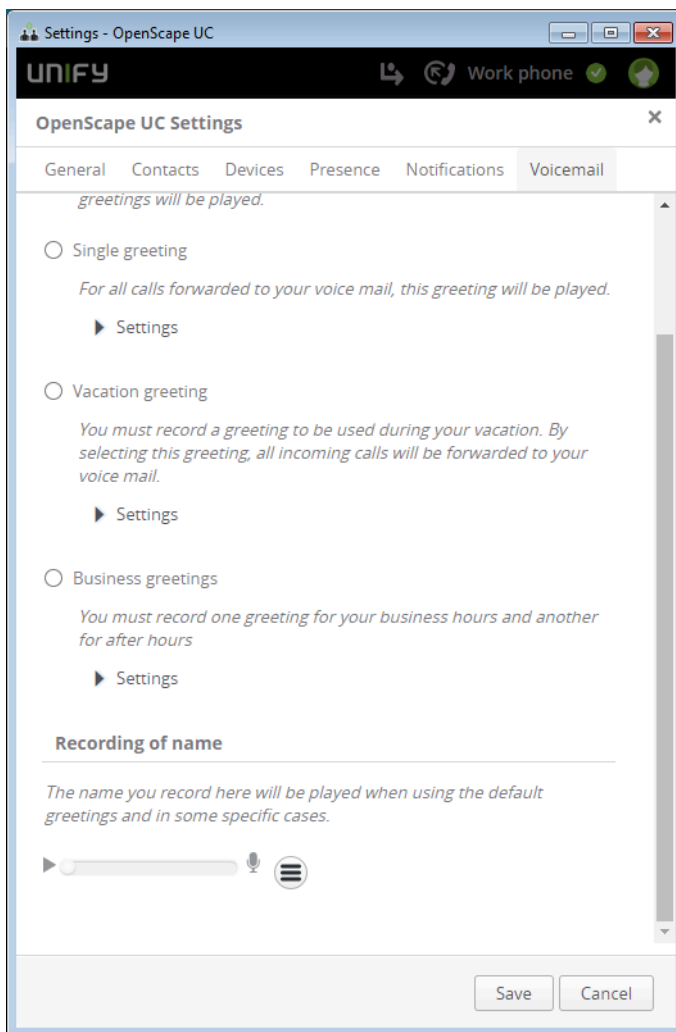 Settings - OpenScape UC
UNIFY
Work phone
OpenScape UC Settings
General Contacts Devices Presence Notifications Voicemail
greetings will be played.
Single greeting
For all calls forwarded to your voice mail, this greeting will be played.
Settings
Vacation greeting
You must record a greeting to be used during your vacation. By
selecting this greeting, all incoming calls will be forwarded to your
voice mail.
Settings
Business greetings
You must record one greeting for your business hours and another
for after hours
Settings
Recording of name
The name you record here will be played when using the default
greetings and in some specific cases.
Save Cancel